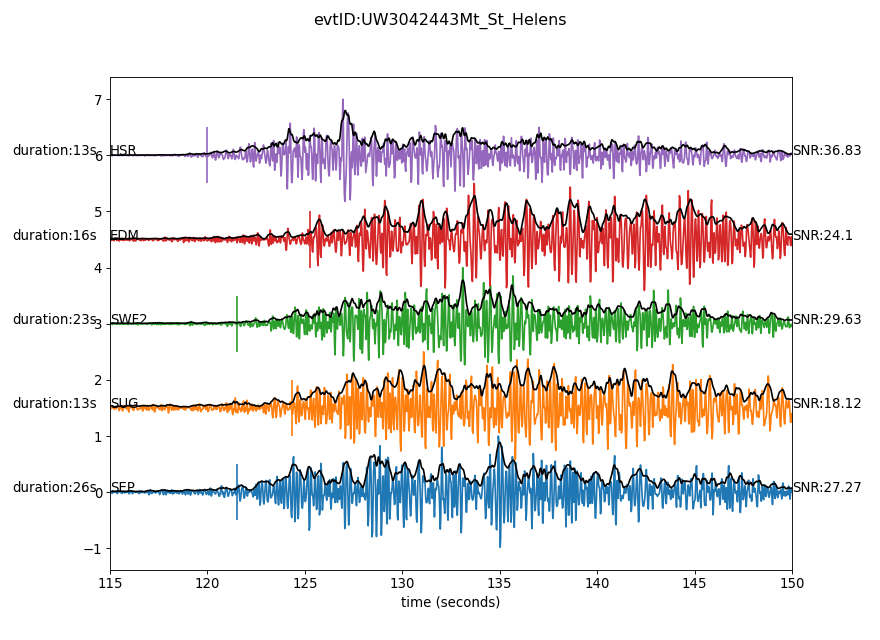 evtID:UW3042443Mt_St_Helens
7
duration:13s HSR SNR:36.83
6
5
duration:16s EDM SNR:24.1
4
duration:23s SWF2 SNR:29.63
3
2
duration:13s SUG SNR:18.12
1
duration:26s SEP SNR:27.27
0
−1
115 120 125 130 135 140 145 150
time (seconds)